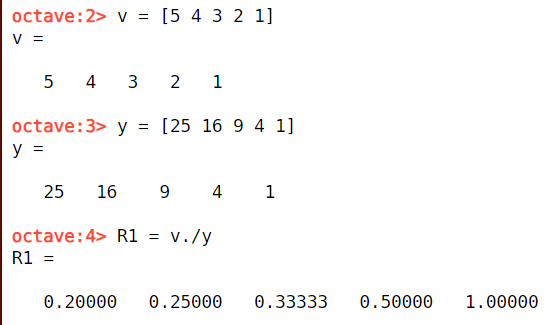 octave:2> v = [5 4 3 2 1]
v =
5 4 3 2 1
octave:3> y = [25 16 9 4 1]
y =
25 16 9 4 1
octave:4> R1 = v./y
R1 =
0.20000 0.25000 0.33333 0.50000 1.00000